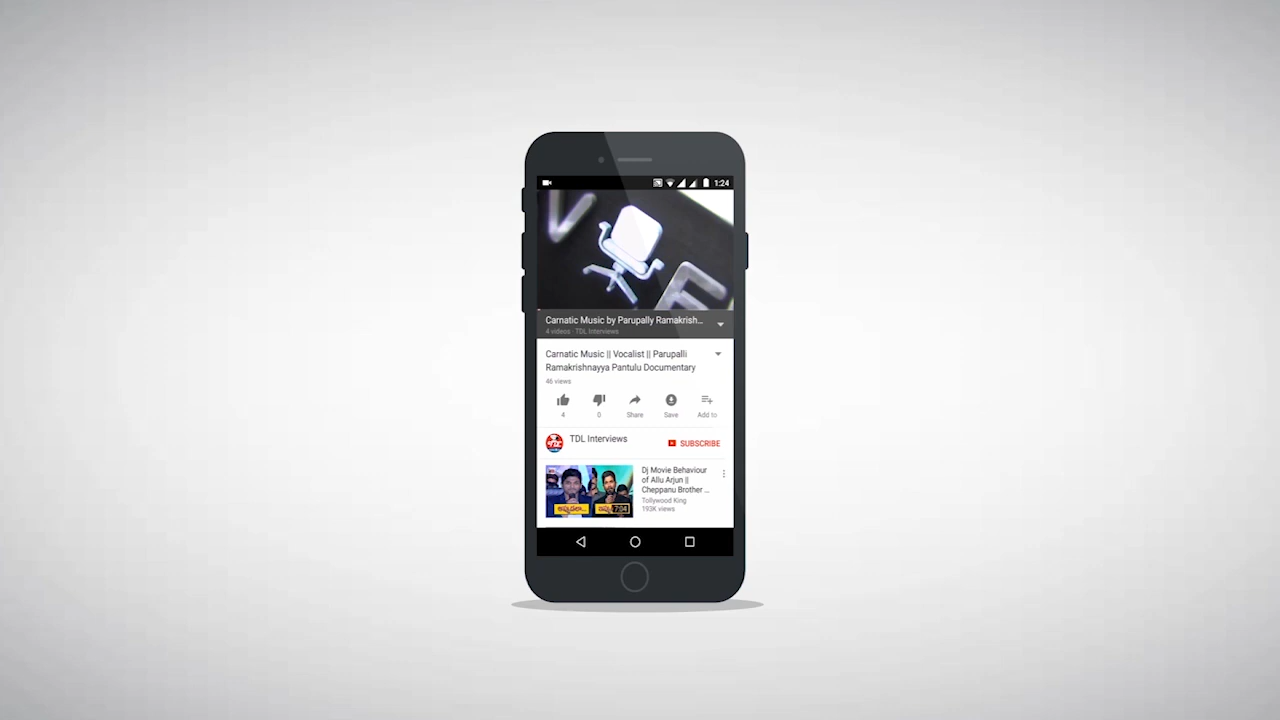 1:24
Carnatic Music by Parupally Ramakrish...
4 videos · TDL Interviews
Carnatic Music || Vocalist || Parupalli
Ramakrishnayya Pantulu Documentary
46 views
4
0
Share
Save
Add to
TDL Interviews
SUBSCRIBE
Dj Movie Behaviour
of Allu Arjun ||
Cheppanu Brother ...
Tollywood King
193K views
7:04